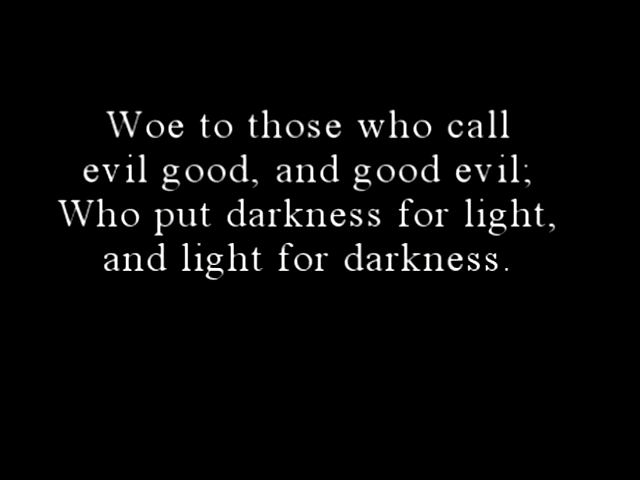 Woe to those who call
evil good, and good evil;
Who put darkness for light,
and light for darkness.